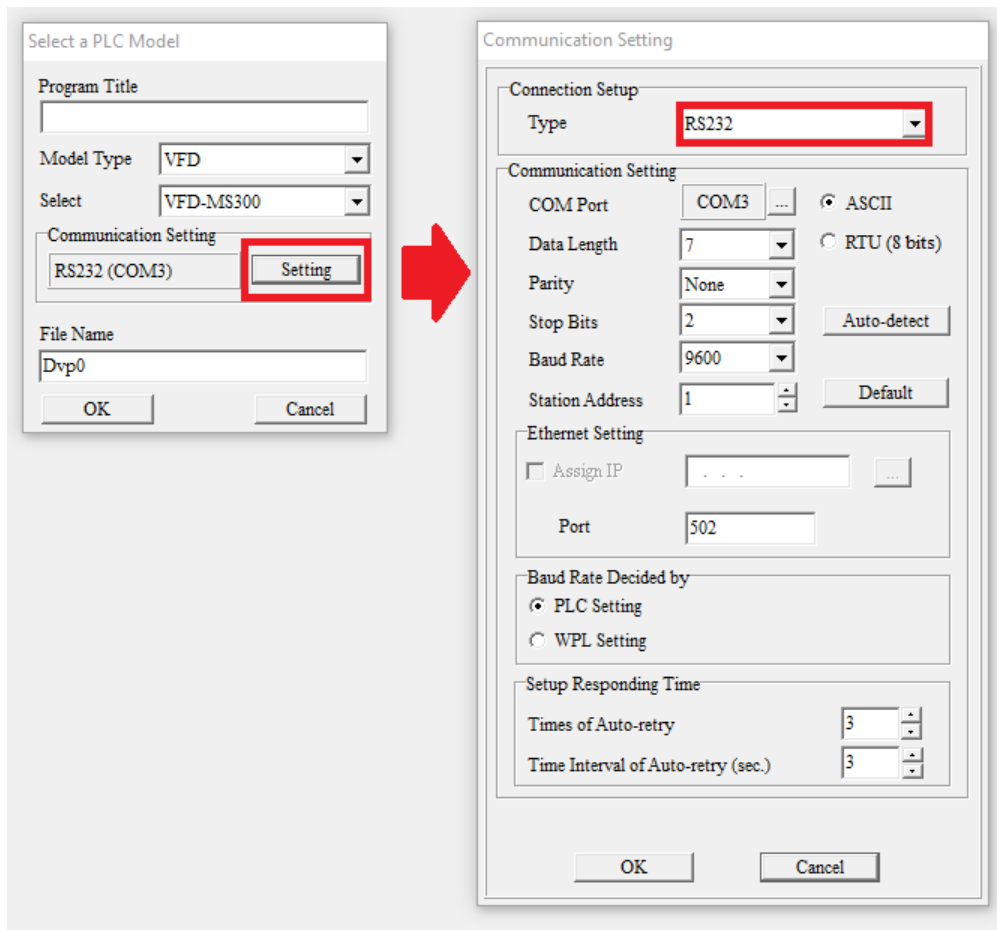 Select a PLC Model
Program Title
Model Type VFD
Select VFD-MS300
Communication Setting
RS232 (COM3) Setting
File Name
Dvp0
OK Cancel
Communication Setting
Connection Setup
Type RS232
Communication Setting
COM Port COM3 ... ASCII
Data Length 7 RTU (8 bits)
Parity None
Stop Bits 2 Auto-detect
Baud Rate 9600
Station Address 1 Default
Ethernet Setting
Assign IP . . . ...
Port 502
Baud Rate Decided by
PLC Setting
WPL Setting
Setup Responding Time
Times of Auto-retry 3
Time Interval of Auto-retry (sec.) 3
OK Cancel